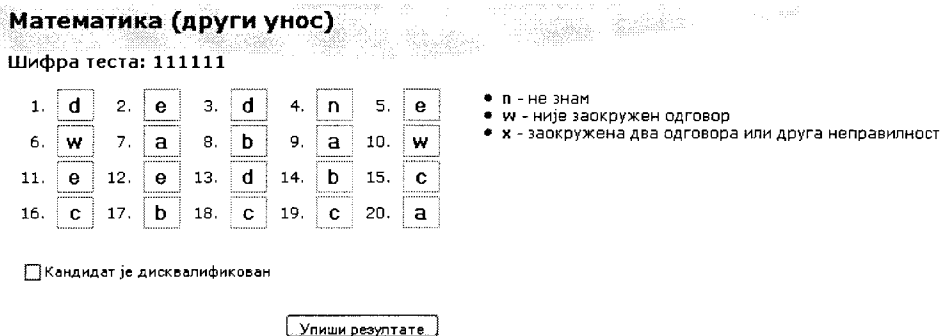 Математика (други унос)
Шифра теста: 111111
1. d 2. e 3. d 4. n 5. e
6. w 7. a 8. b 9. a 10. w
11. e 12. e 13. d 14. b 15. c
16. c 17. b 18. c 19. c 20. a
• n - не знам
• w - није заокружен одговор
• x - заокружена два одговора или друга неправилност
Кандидат је дисквалификован
Упиши резултате